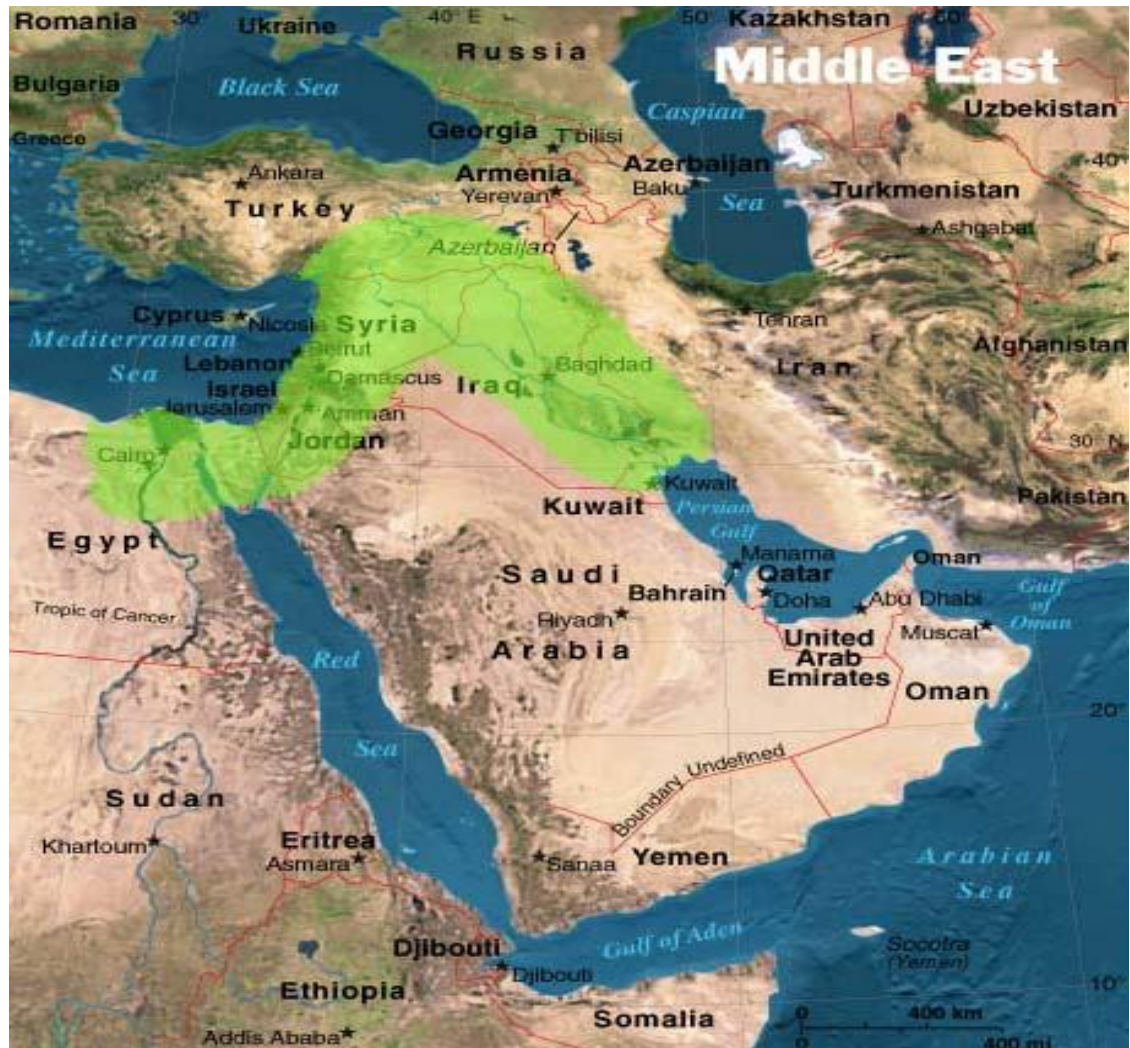 Romania
30°
Ukraine
40° E
50°
Kazakhstan
60°
Russia
Middle East
Bulgaria
Black Sea
Caspian
Sea
Uzbekistan
Greece
Georgia
T'bilisi
Armenia
Yerevan
Azerbaijan
Baku
40°
Ankara
Turkey
Turkmenistan
Ashgabat
Azerbaijan
Cyprus
Nicosia
Syria
Tehran
Mediterranean
Sea
Lebanon
Beirut
Afghanistan
Israel
Damascus
Iraq
Baghdad
Iran
Jerusalem
Amman
Jordan
Cairo
30° N
Kuwait
Kuwait
Pakistan
Persian
Gulf
Egypt
Manama
Oman
Saudi
Arabia
Bahrain
Qatar
Doha
Abu Dhabi
Gulf
of
Oman
Tropic of Cancer
Riyadh
Muscat
United
Arab
Emirates
Red
Sea
Oman
20°
Boundary Undefined
Sudan
Khartoum
Eritrea
Asmara
Sanaa
Yemen
Arabian
Sea
Gulf of Aden
Djibouti
Djibouti
Socotra
(Yemen)
Ethiopia
10°
Somalia
0
400 km
Addis Ababa
0
400 mi